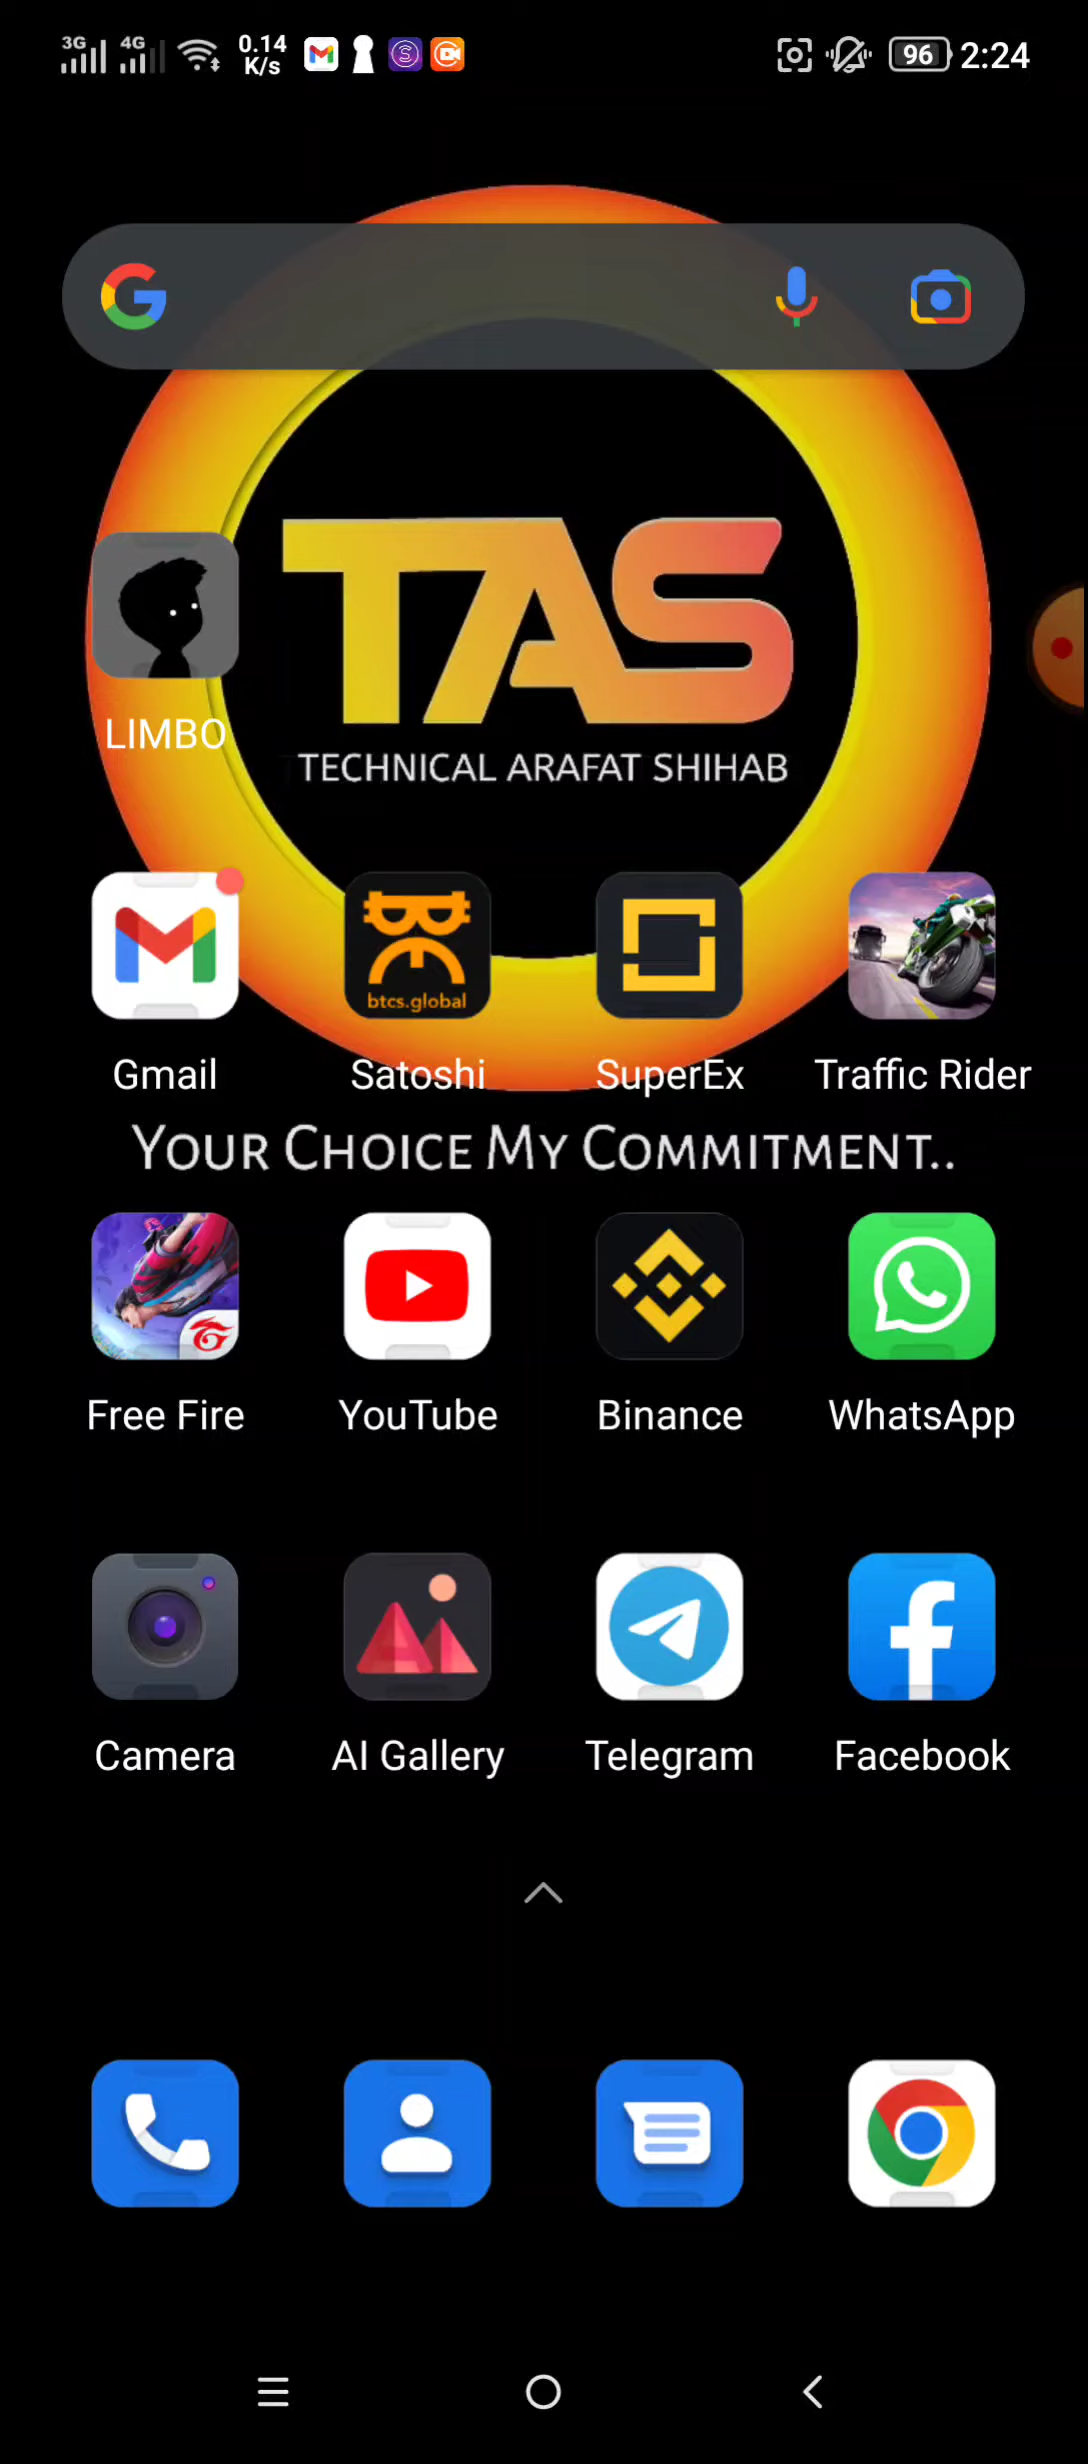 3G 4G 0.14 K/s 96 2:24
TAS
LIMBO
TECHNICAL ARAFAT SHIHAB
btcs.global
Gmail Satoshi SuperEx Traffic Rider
YOUR CHOICE MY COMMITMENT..
Free Fire YouTube Binance WhatsApp
Camera AI Gallery Telegram Facebook